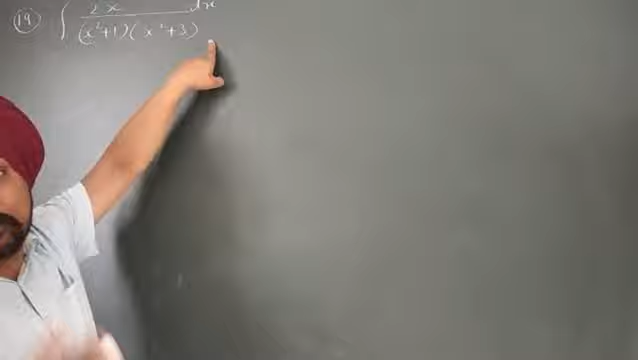 (19) ∫ 2x dx / (x²+1)(x²+3)